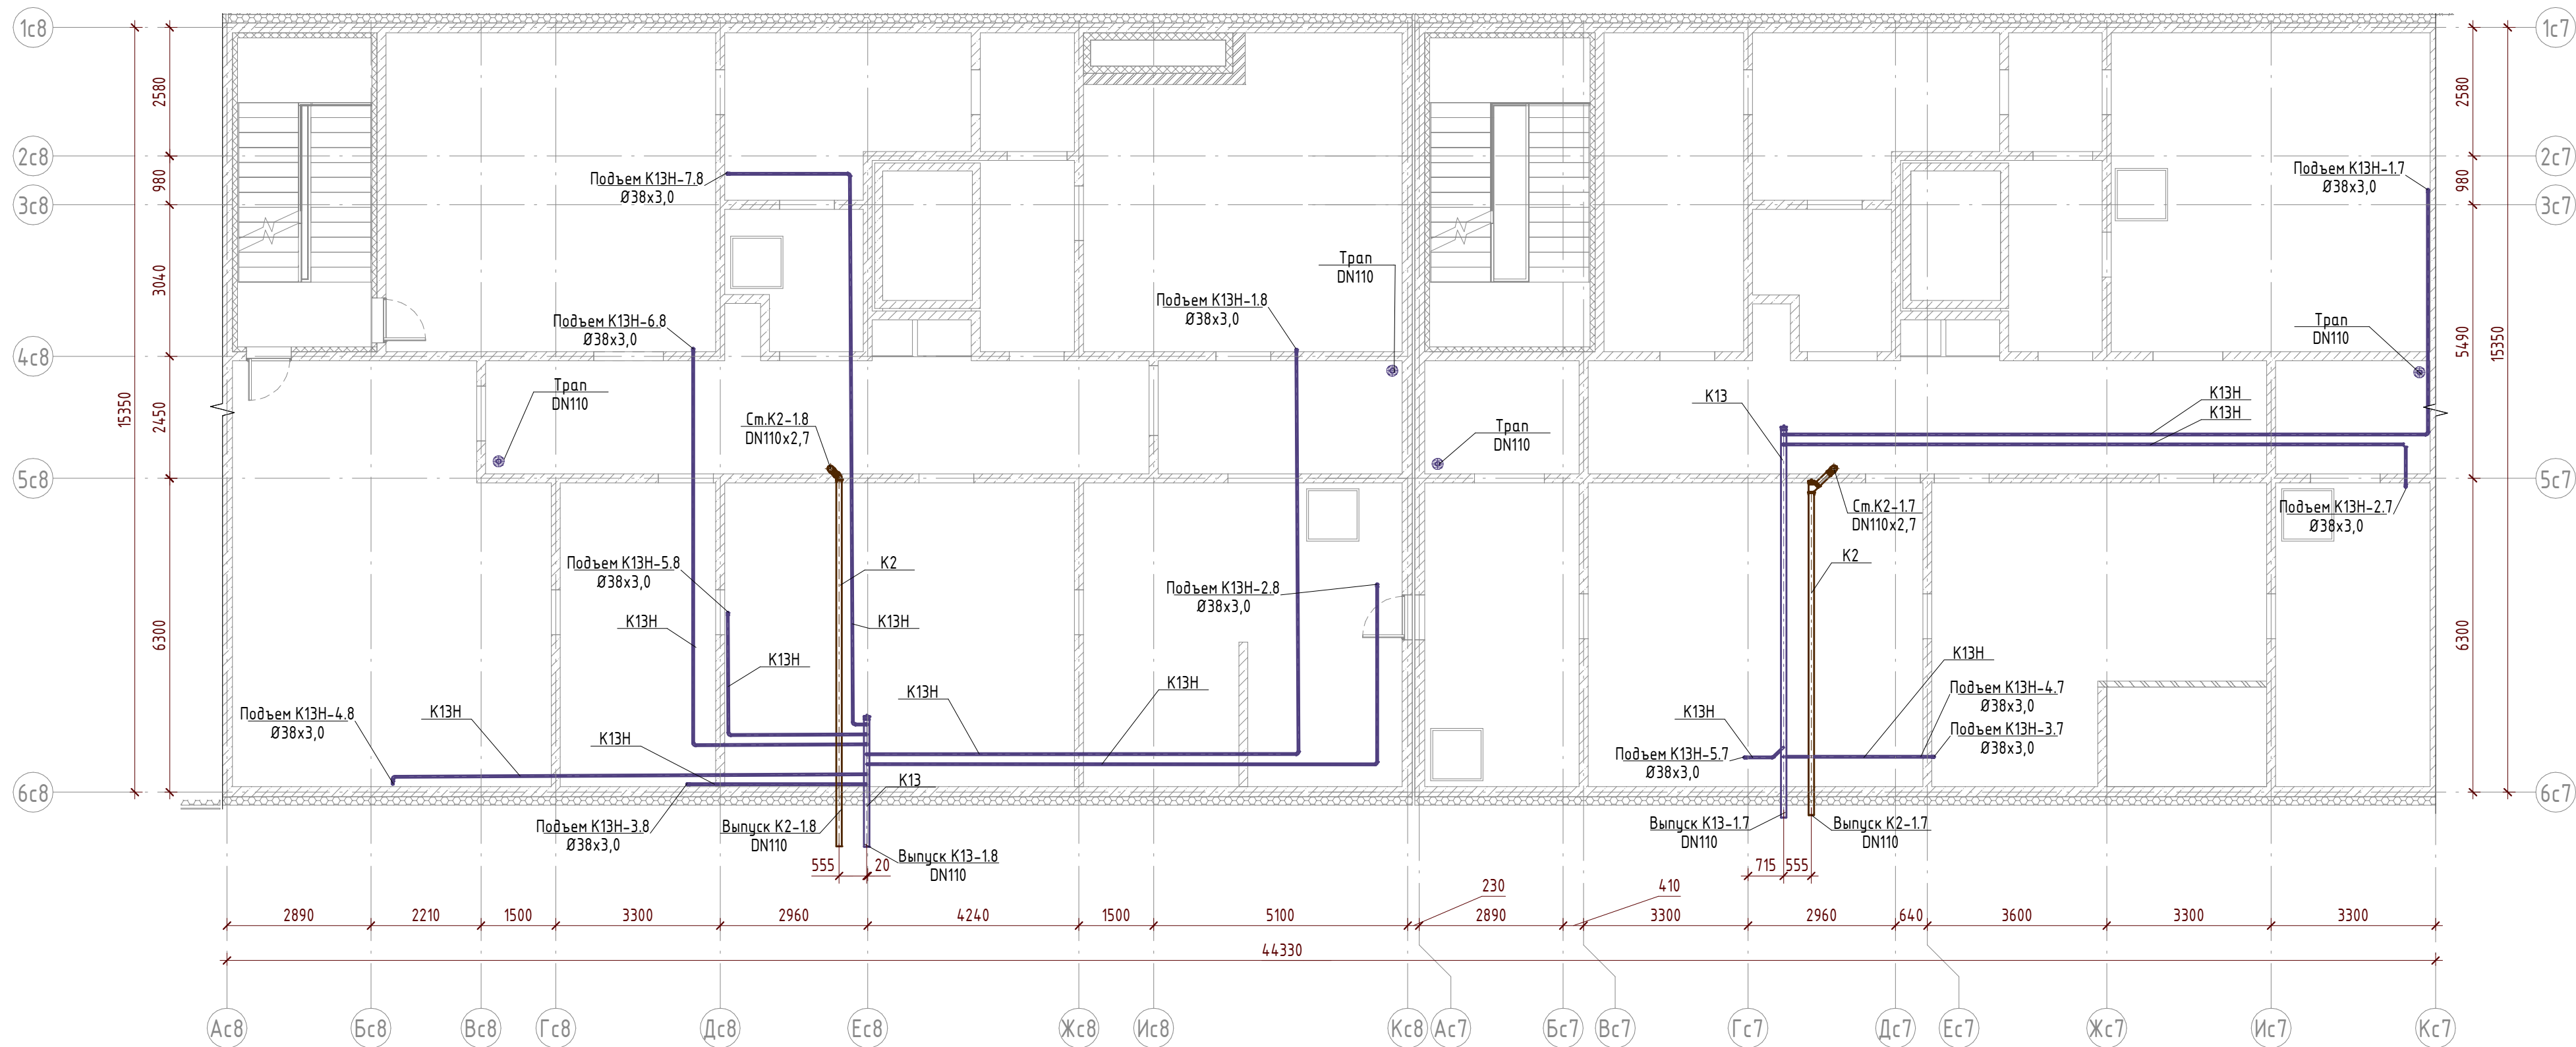 1с8
1с7
2580
2580
2с8
2с7
980
980
3с8
3с7
Подъем К13Н-7.8
Ø38х3,0
Подъем К13Н-1.7
Ø38х3,0
3040
Трап
DN110
Подъем К13Н-1.8
Ø38х3,0
Подъем К13Н-6.8
Ø38х3,0
Трап
DN110
5490
15350
4с8
4с7
15350
2450
Трап
DN110
К13
К13Н
К13Н
Ст.К2-1.8
DN110х2,7
Трап
DN110
5с8
5с7
Ст.К2-1.7
DN110х2,7
Подъем К13Н-2.7
Ø38х3,0
Подъем К13Н-5.8
Ø38х3,0
К2
К2
Подъем К13Н-2.8
Ø38х3,0
6300
6300
К13Н
К13Н
К13Н
К13Н
К13Н
К13Н
Подъем К13Н-4.7
Ø38х3,0
Подъем К13Н-4.8
Ø38х3,0
К13Н
К13Н
К13Н
Подъем К13Н-3.7
Ø38х3,0
Подъем К13Н-5.7
Ø38х3,0
6с8
К13
6с7
Подъем К13Н-3.8
Ø38х3,0
Выпуск К2-1.8
DN110
Выпуск К13-1.8
DN110
Выпуск К13-1.7
DN110
Выпуск К2-1.7
DN110
555
20
715
555
230
410
2890
2210
1500
3300
2960
4240
1500
5100
2890
3300
2960
640
3600
3300
3300
44330
Ас8
Бс8
Вс8
Гс8
Дс8
Ес8
Жс8
Ис8
Кс8
Ас7
Бс7
Вс7
Гс7
Дс7
Ес7
Жс7
Ис7
Кс7